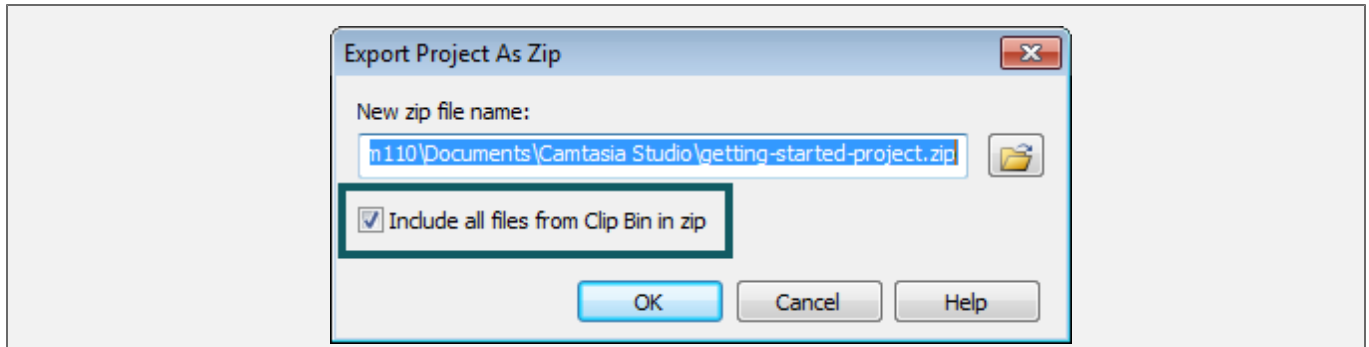 Export Project As Zip
New zip file name:
m110\Documents\Camtasia Studio\getting-started-project.zip
Include all files from Clip Bin in zip
OK Cancel Help